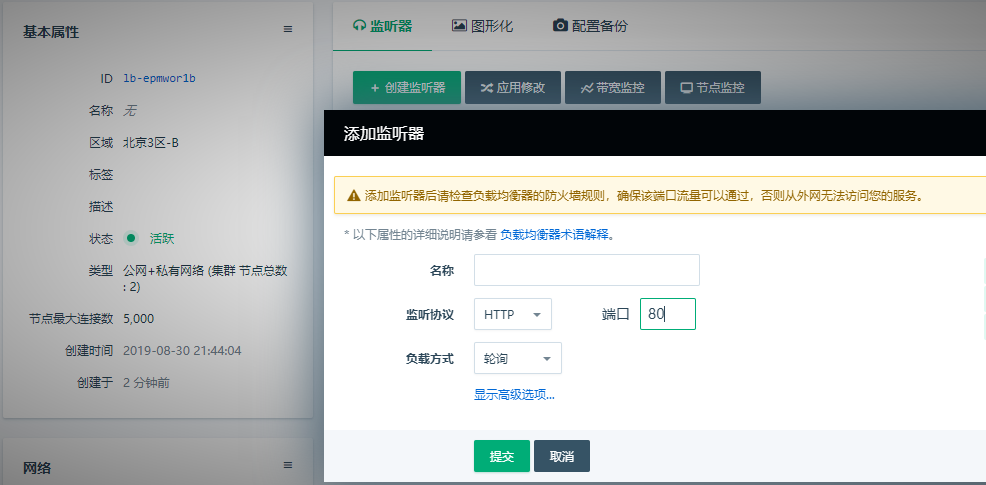 基本属性
ID lb-epmwor1b
名称 无
区域 北京3区-B
标签
描述
状态 活跃
类型 公网+私有网络 (集群 节点总数
: 2)
节点最大连接数 5,000
创建时间 2019-08-30 21:44:04
创建于 2 分钟前
网络
监听器 图形化 配置备份
+ 创建监听器 应用修改 带宽监控 节点监控
添加监听器
添加监听器后请检查负载均衡器的防火墙规则，确保该端口流量可以通过，否则从外网无法访问您的服务。
* 以下属性的详细说明请参看 负载均衡器术语解释。
名称
监听协议 HTTP 端口 80
负载方式 轮询
显示高级选项...
提交 取消